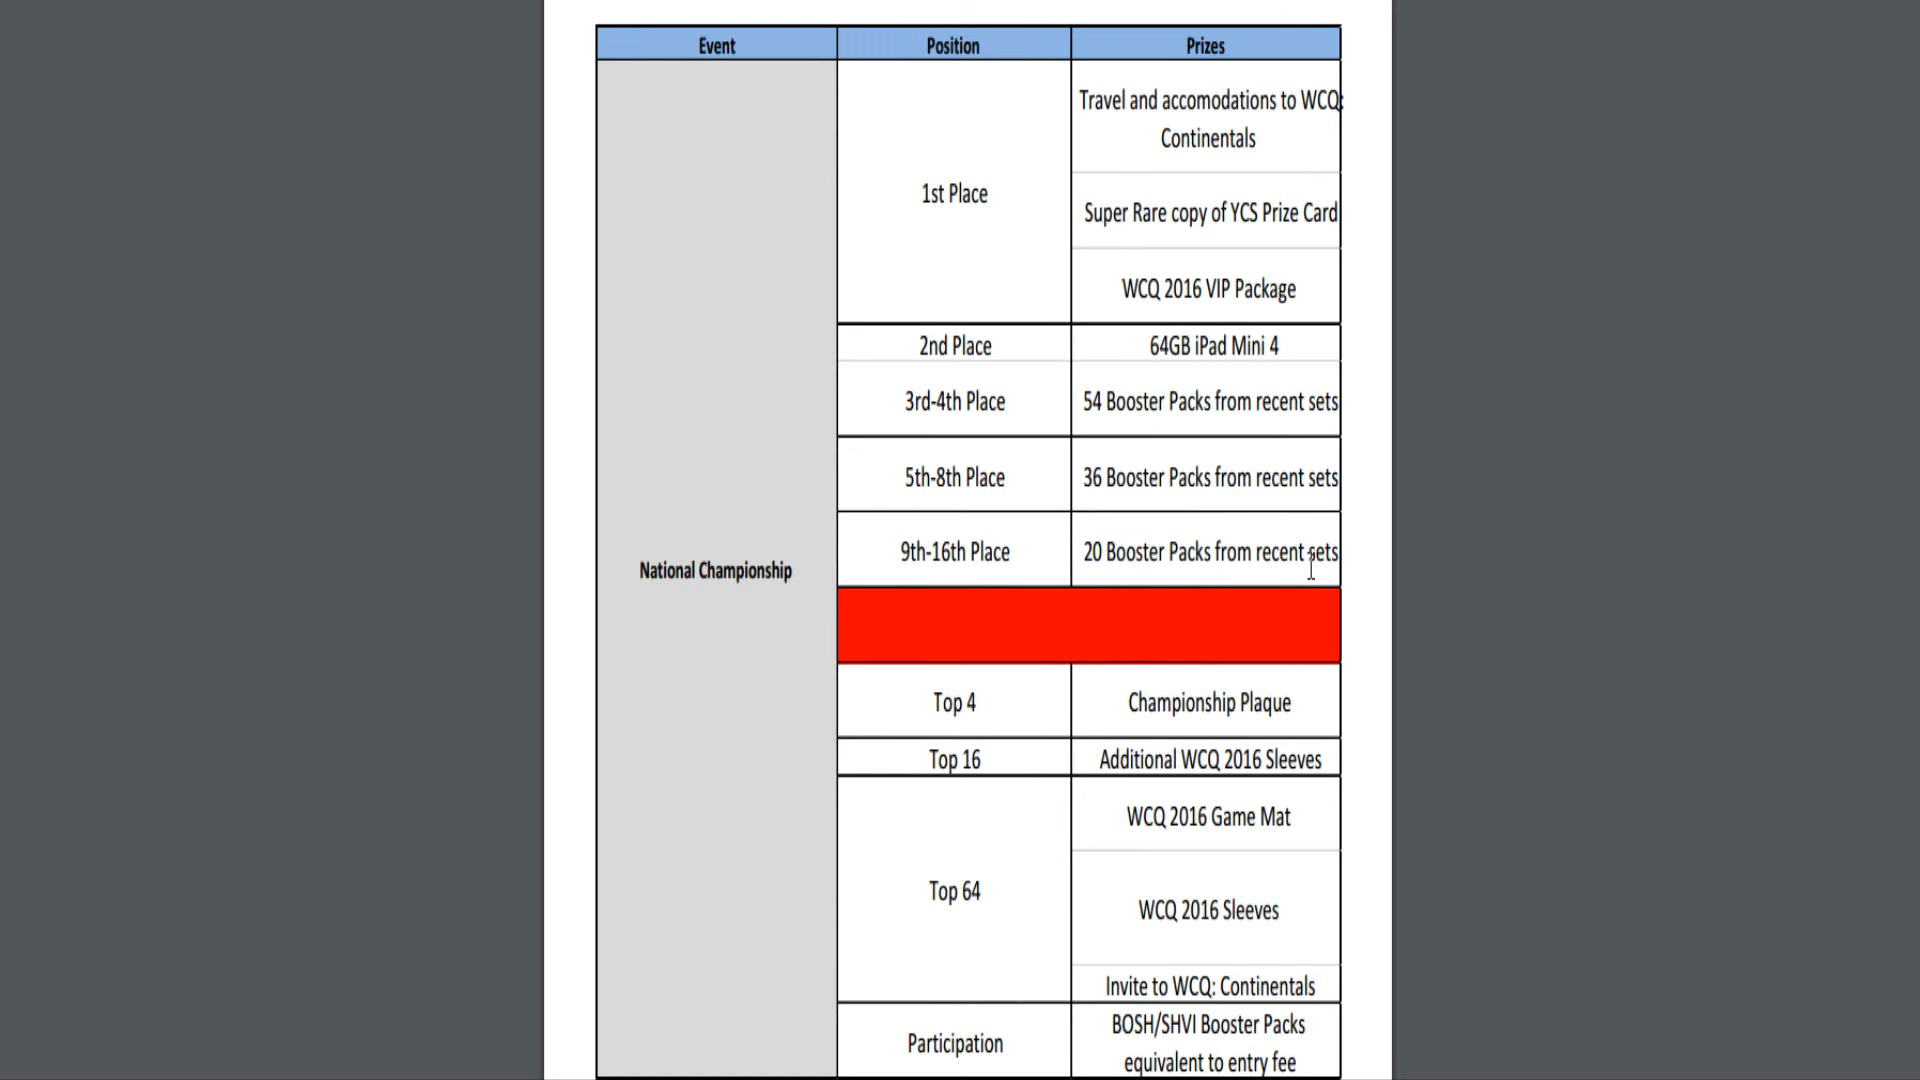 Event Position Prizes
Travel and accomodations to WCQ:
Continentals
1st Place
Super Rare copy of YCS Prize Card
WCQ 2016 VIP Package
2nd Place 64GB iPad Mini 4
3rd-4th Place 54 Booster Packs from recent sets
5th-8th Place 36 Booster Packs from recent sets
9th-16th Place 20 Booster Packs from recent sets
National Championship
Top 4 Championship Plaque
Top 16 Additional WCQ 2016 Sleeves
WCQ 2016 Game Mat
Top 64
WCQ 2016 Sleeves
Invite to WCQ: Continentals
Participation
BOSH/SHVI Booster Packs
equivalent to entry fee